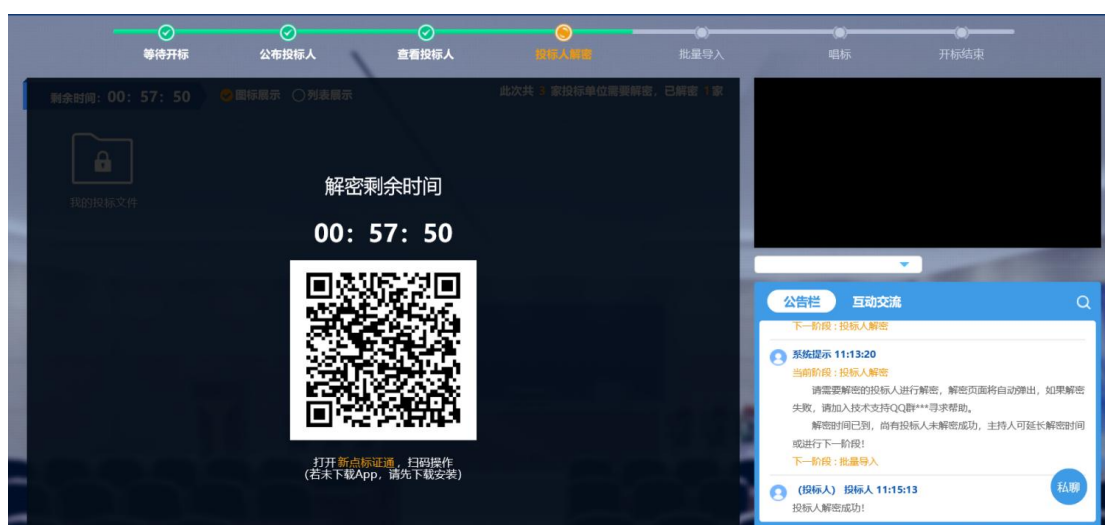 等待开标
公布投标人
查看投标人
投标人解密
批量导入
唱标
开标结束
剩余时间：00：57：50
图标展示
列表展示
此次共 3 家投标单位需要解密，已解密 1家
我的投标文件
解密剩余时间
00：57：50
打开 新点标证通，扫码操作
(若未下载App，请先下载安装)
公告栏
互动交流
下一阶段：投标人解密
系统提示 11:13:20
当前阶段：投标人解密
请需要解密的投标人进行解密，解密页面将自动弹出，如果解密
失败，请加入技术支持QQ群***寻求帮助。
解密时间已到，尚有投标人未解密成功，主持人可延长解密时间
或进行下一阶段！
下一阶段：批量导入
(投标人) 投标人 11:15:13
投标人解密成功！
私聊